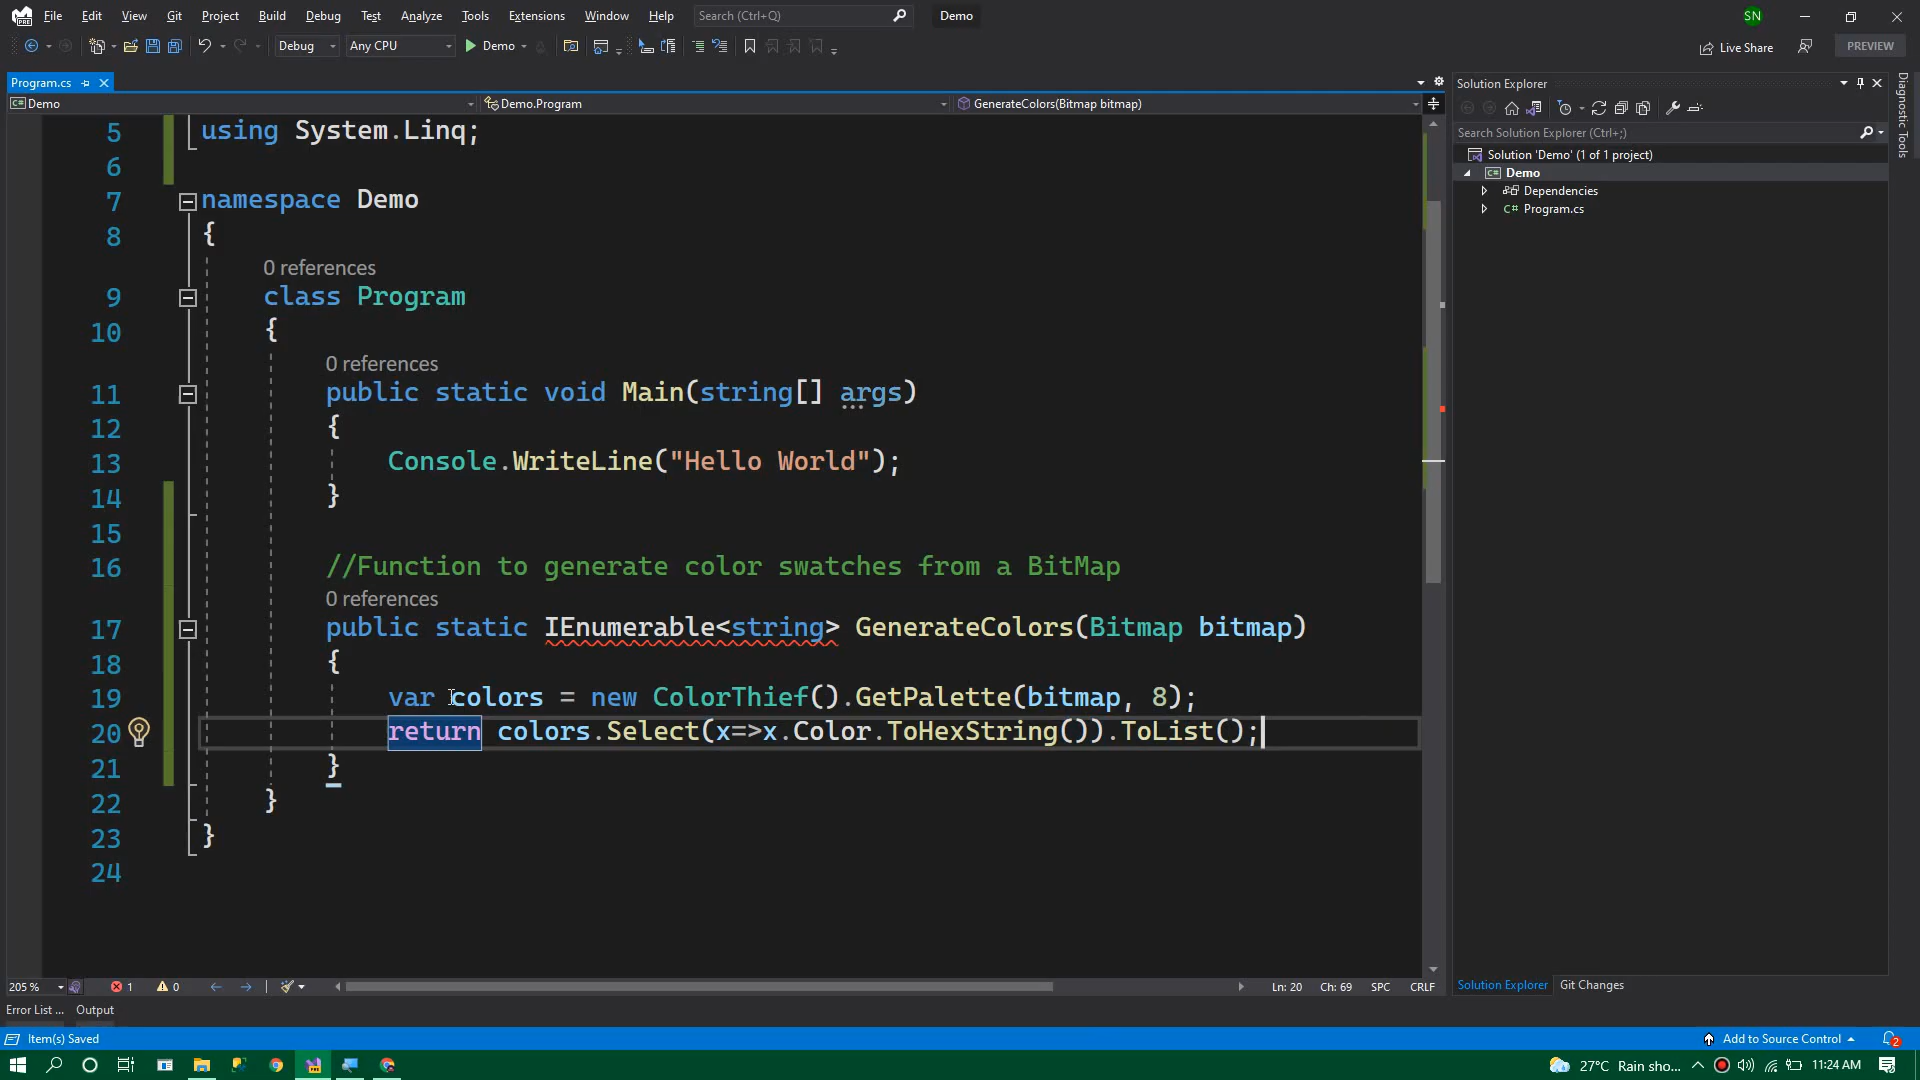 File Edit View Git Project Build Debug Test Analyze Tools Extensions Window Help Search (Ctrl+Q) Demo SN
Debug Any CPU Demo Live Share PREVIEW
Program.cs
Demo Demo.Program GenerateColors(Bitmap bitmap)
5 using System.Linq;
6
7 namespace Demo
8 {
0 references
9 class Program
10 {
0 references
11 public static void Main(string[] args)
12 {
13 Console.WriteLine("Hello World");
14 }
15
16 //Function to generate color swatches from a BitMap
0 references
17 public static IEnumerable<string> GenerateColors(Bitmap bitmap)
18 {
19 var colors = new ColorThief().GetPalette(bitmap, 8);
20 return colors.Select(x=>x.Color.ToHexString()).ToList();
21 }
22 }
23 }
24
Solution Explorer
Search Solution Explorer (Ctrl+;)
Solution 'Demo' (1 of 1 project)
C# Demo
Dependencies
C# Program.cs
Diagnostic Tools
205 % 1 0 Ln: 20 Ch: 69 SPC CRLF
Solution Explorer Git Changes
Error List ... Output
Item(s) Saved Add to Source Control 2
27°C Rain sho... 11:24 AM